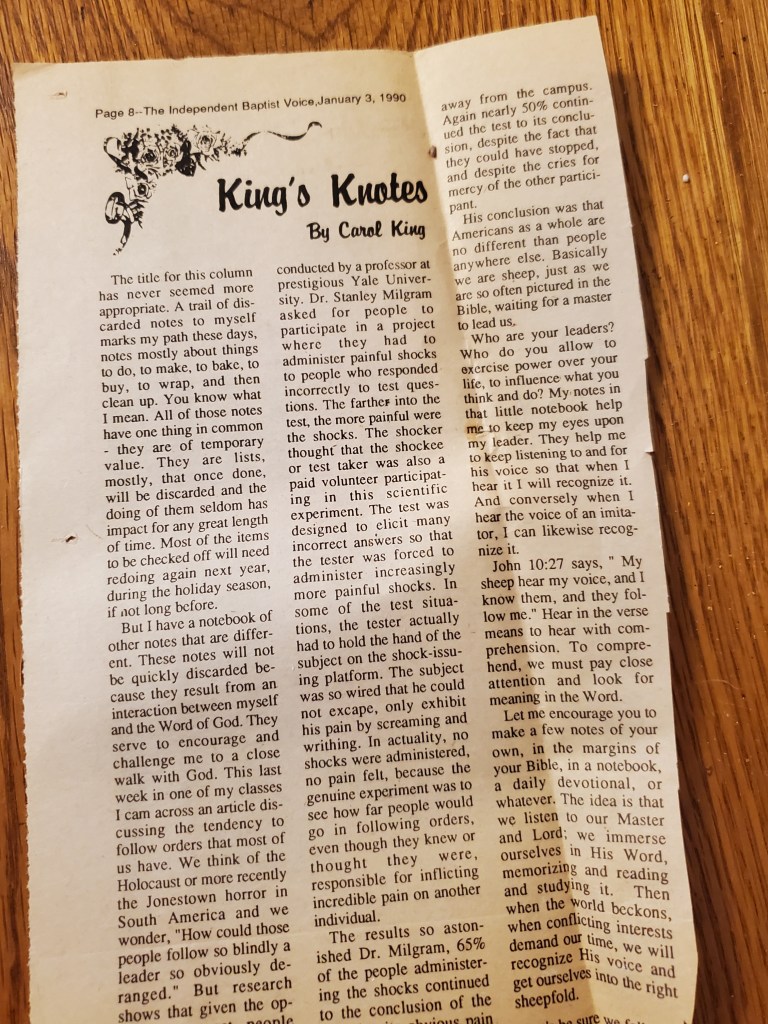 Page 8--The Independent Baptist Voice,January 3, 1990
King's Knotes
By Carol King
The title for this column
has never seemed more
appropriate. A trail of dis-
carded notes to myself
marks my path these days,
notes mostly about things
to do, to make, to bake, to
buy, to wrap, and then
clean up. You know what
I mean. All of those notes
have one thing in common
- they are of temporary
value. They are lists,
mostly, that once done,
will be discarded and the
doing of them seldom has
impact for any great length
of time. Most of the items
to be checked off will need
redoing again next year,
during the holiday season,
if not long before.
But I have a notebook of
other notes that are differ-
ent. These notes will not
be quickly discarded be-
cause they result from an
interaction between myself
and the Word of God. They
serve to encourage and
challenge me to a close
walk with God. This last
week in one of my classes
I cam across an article dis-
cussing the tendency to
follow orders that most of
us have. We think of the
Holocaust or more recently
the Jonestown horror in
South America and we
wonder, "How could those
people follow so blindly a
leader so obviously de-
ranged." But research
shows that given the op-
people
conducted by a professor at
prestigious Yale Univer-
sity. Dr. Stanley Milgram
asked for people to
participate in a project
where they had to
administer painful shocks
to people who responded
incorrectly to test ques-
tions. The farther into the
test, the more painful were
the shocks. The shocker
thought that the shockee
or test taker was also a
paid volunteer participat-
ing in this scientific
experiment. The test was
designed to elicit many
incorrect answers so that
the tester was forced to
administer increasingly
more painful shocks. In
some of the test situa-
tions, the tester actually
had to hold the hand of the
subject on the shock-issu-
ing platform. The subject
was so wired that he could
not excape, only exhibit
his pain by screaming and
writhing. In actuality, no
shocks were administered,
no pain felt, because the
genuine experiment was to
see how far people would
go in following orders,
even though they knew or
thought they were,
responsible for inflicting
incredible pain on another
individual.
The results so aston-
ished Dr. Milgram, 65%
of the people administer-
ing the shocks continued
to the conclusion of the
obvious pain
away from the campus.
Again nearly 50% contin-
ued the test to its conclu-
sion, despite the fact that
they could have stopped,
and despite the cries for
mercy of the other partici-
pant.
His conclusion was that
Americans as a whole are
no different than people
anywhere else. Basically
we are sheep, just as we
are so often pictured in the
Bible, waiting for a master
to lead us.
Who are your leaders?
Who do you allow to
exercise power over your
life, to influence what you
think and do? My notes in
that little notebook help
me to keep my eyes upon
my leader. They help me
to keep listening to and for
his voice so that when I
hear it I will recognize it.
And conversely when I
hear the voice of an imita-
tor, I can likewise recog-
nize it.
John 10:27 says, " My
sheep hear my voice, and I
know them, and they fol-
low me." Hear in the verse
means to hear with com-
prehension. To compre-
hend, we must pay close
attention and look for
meaning in the Word.
Let me encourage you to
make a few notes of your
own, in the margins of
your Bible, in a notebook,
a daily devotional, or
whatever. The idea is that
we listen to our Master
and Lord; we immerse
ourselves in His Word,
memorizing and reading
and studying it. Then
when the world beckons,
when conflicting interests
demand our time, we will
recognize His voice and
get ourselves into the right
sheepfold.
be sure we